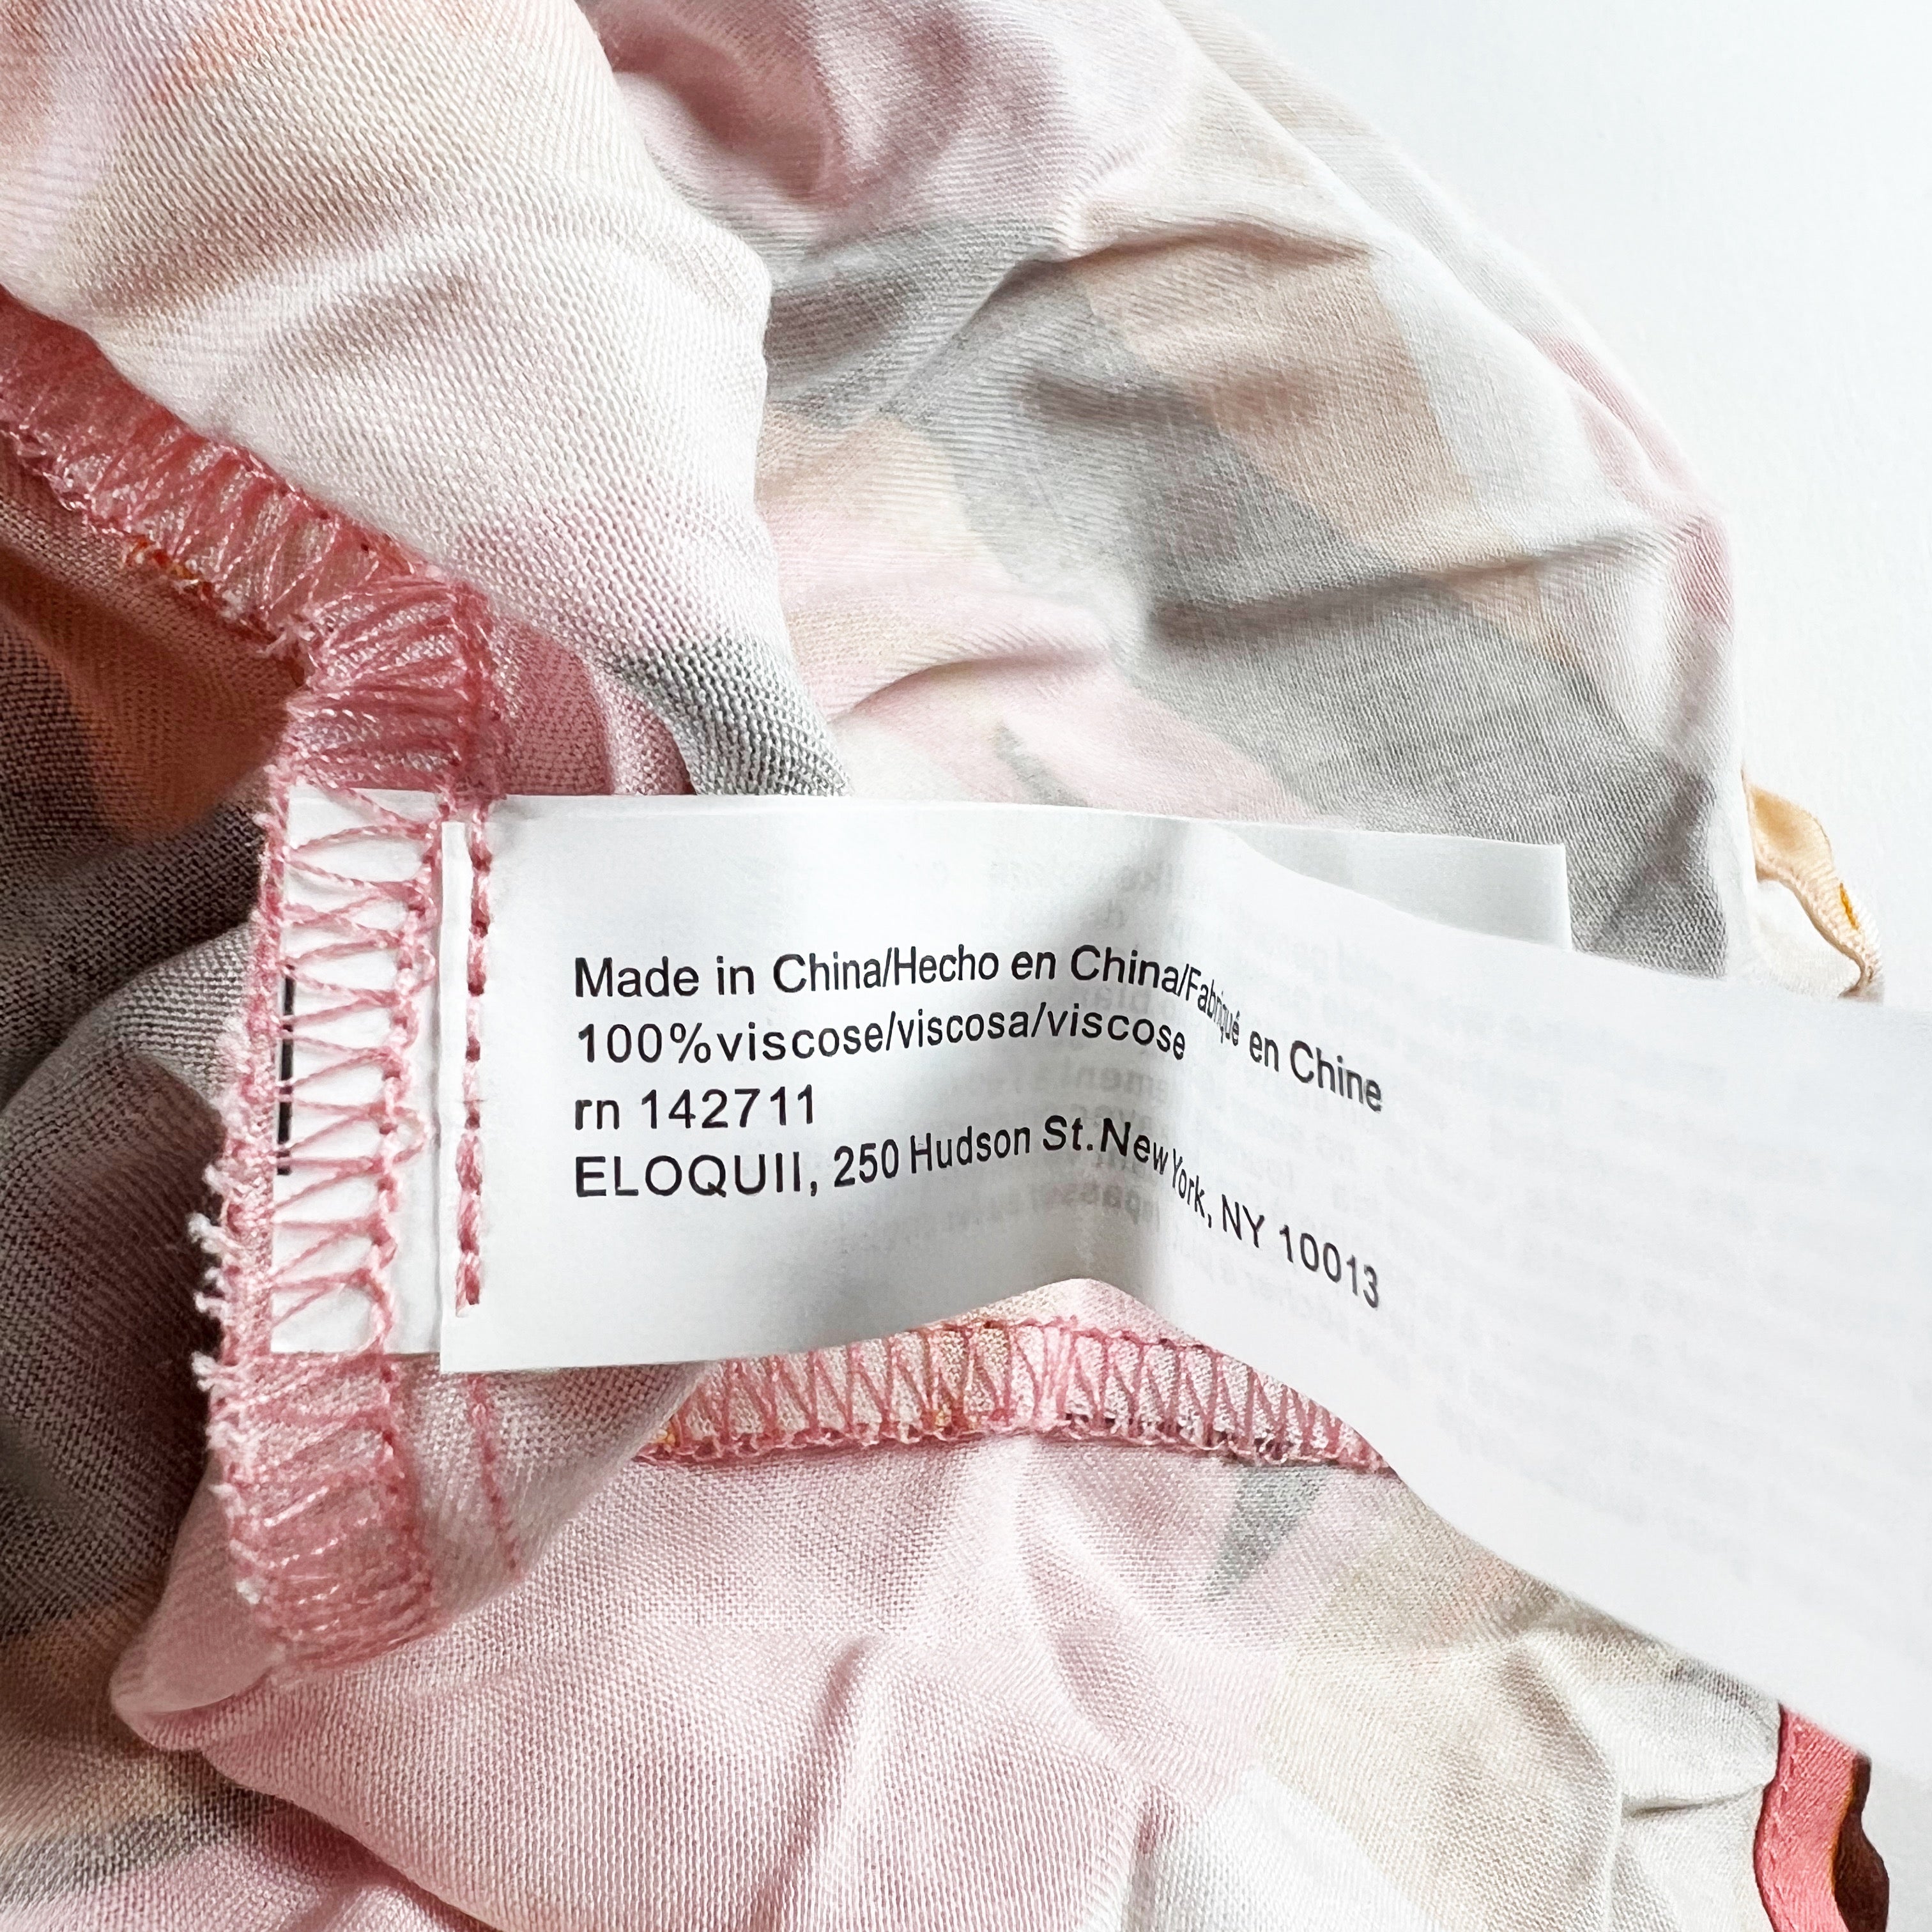 Made in China/Hecho en China/Fabriqué en Chine
100%viscose/viscosa/viscose
rn 142711
ELOQUII, 250 Hudson St. New York, NY 10013